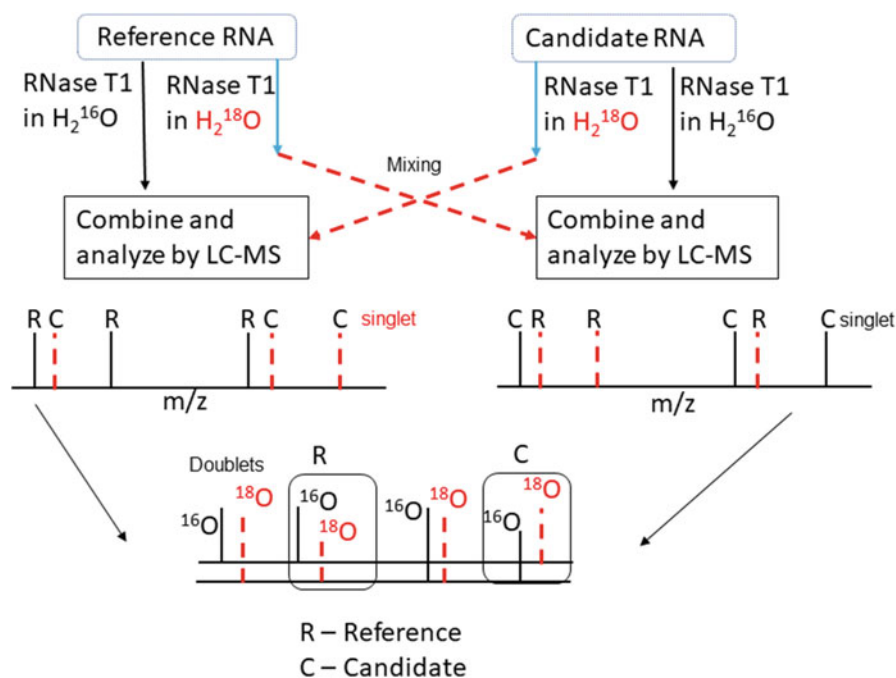 Reference RNA
Candidate RNA
RNase T1
in H₂¹⁶O
RNase T1
in H₂¹⁸O
RNase T1
in H₂¹⁸O
RNase T1
in H₂¹⁶O
Mixing
Combine and
analyze by LC-MS
Combine and
analyze by LC-MS
R C R R C C singlet
m/z
C R R C R C singlet
m/z
Doublets
R
C
¹⁶O ¹⁸O ¹⁶O ¹⁸O ¹⁶O ¹⁸O ¹⁶O ¹⁸O
R – Reference
C – Candidate